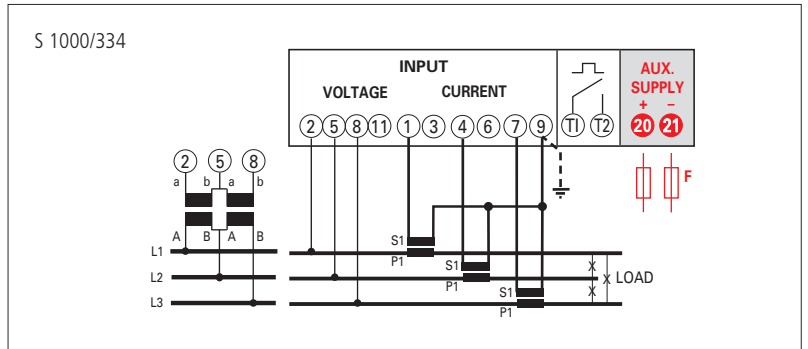 S 1000/334
INPUT
VOLTAGE CURRENT
AUX.
SUPPLY
+ −
2 5 8 11 1 3 4 6 7 9 T1 T2 20 21
F
2 5 8
a b a b
A B A B
L1
L2
L3
S1
P1
S1
P1
S1
P1
X
X
X
LOAD